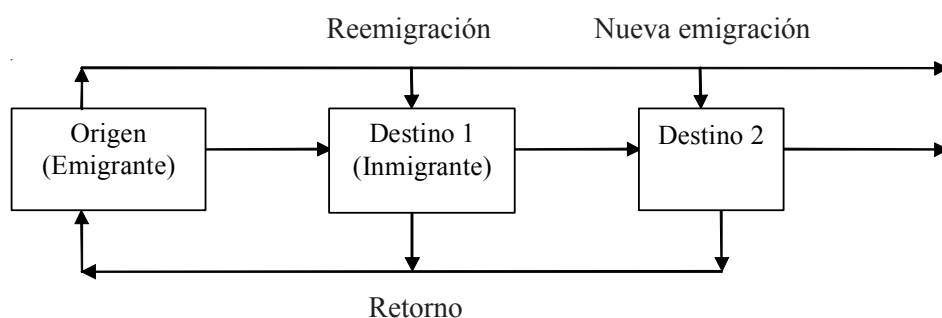 Reemigración
Nueva emigración
Origen
(Emigrante)
Destino 1
(Inmigrante)
Destino 2
Retorno